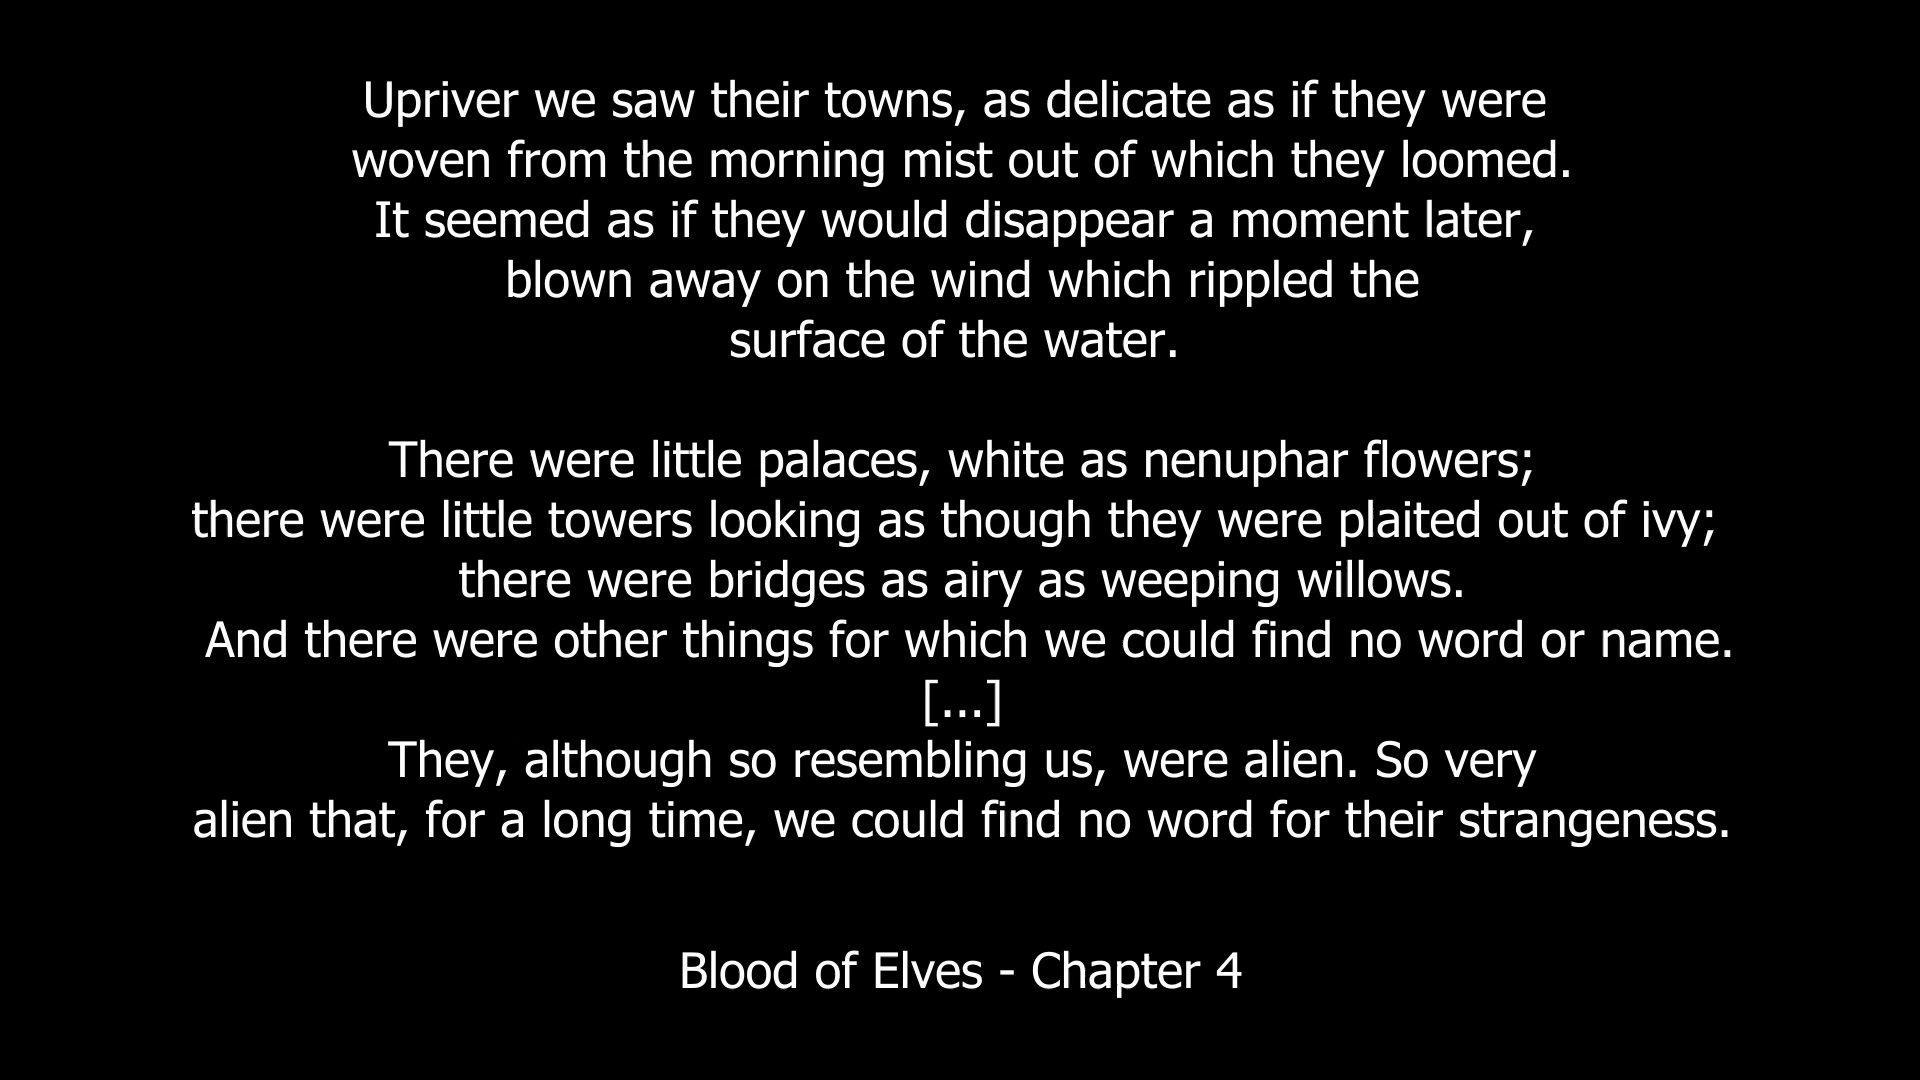 Upriver we saw their towns, as delicate as if they were
woven from the morning mist out of which they loomed.
It seemed as if they would disappear a moment later,
blown away on the wind which rippled the
surface of the water.
There were little palaces, white as nenuphar flowers;
there were little towers looking as though they were plaited out of ivy;
there were bridges as airy as weeping willows.
And there were other things for which we could find no word or name.
[...]
They, although so resembling us, were alien. So very
alien that, for a long time, we could find no word for their strangeness.
Blood of Elves - Chapter 4